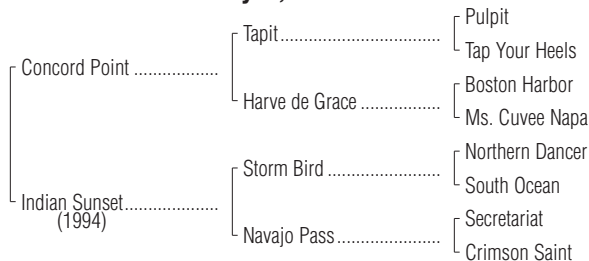 Pulpit
Tapit
Tap Your Heels
Concord Point
Boston Harbor
Harve de Grace
Ms. Cuvee Napa
Northern Dancer
Storm Bird
South Ocean
Indian Sunset
(1994)
Secretariat
Navajo Pass
Crimson Saint